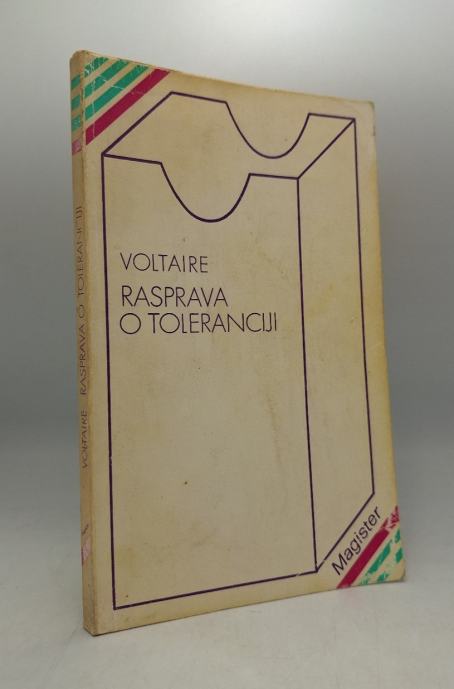 VOLTAIRE
RASPRAVA
O TOLERANCIJI
Magister
VOLTAIRE RASPRAVA O TOLERANCIJI